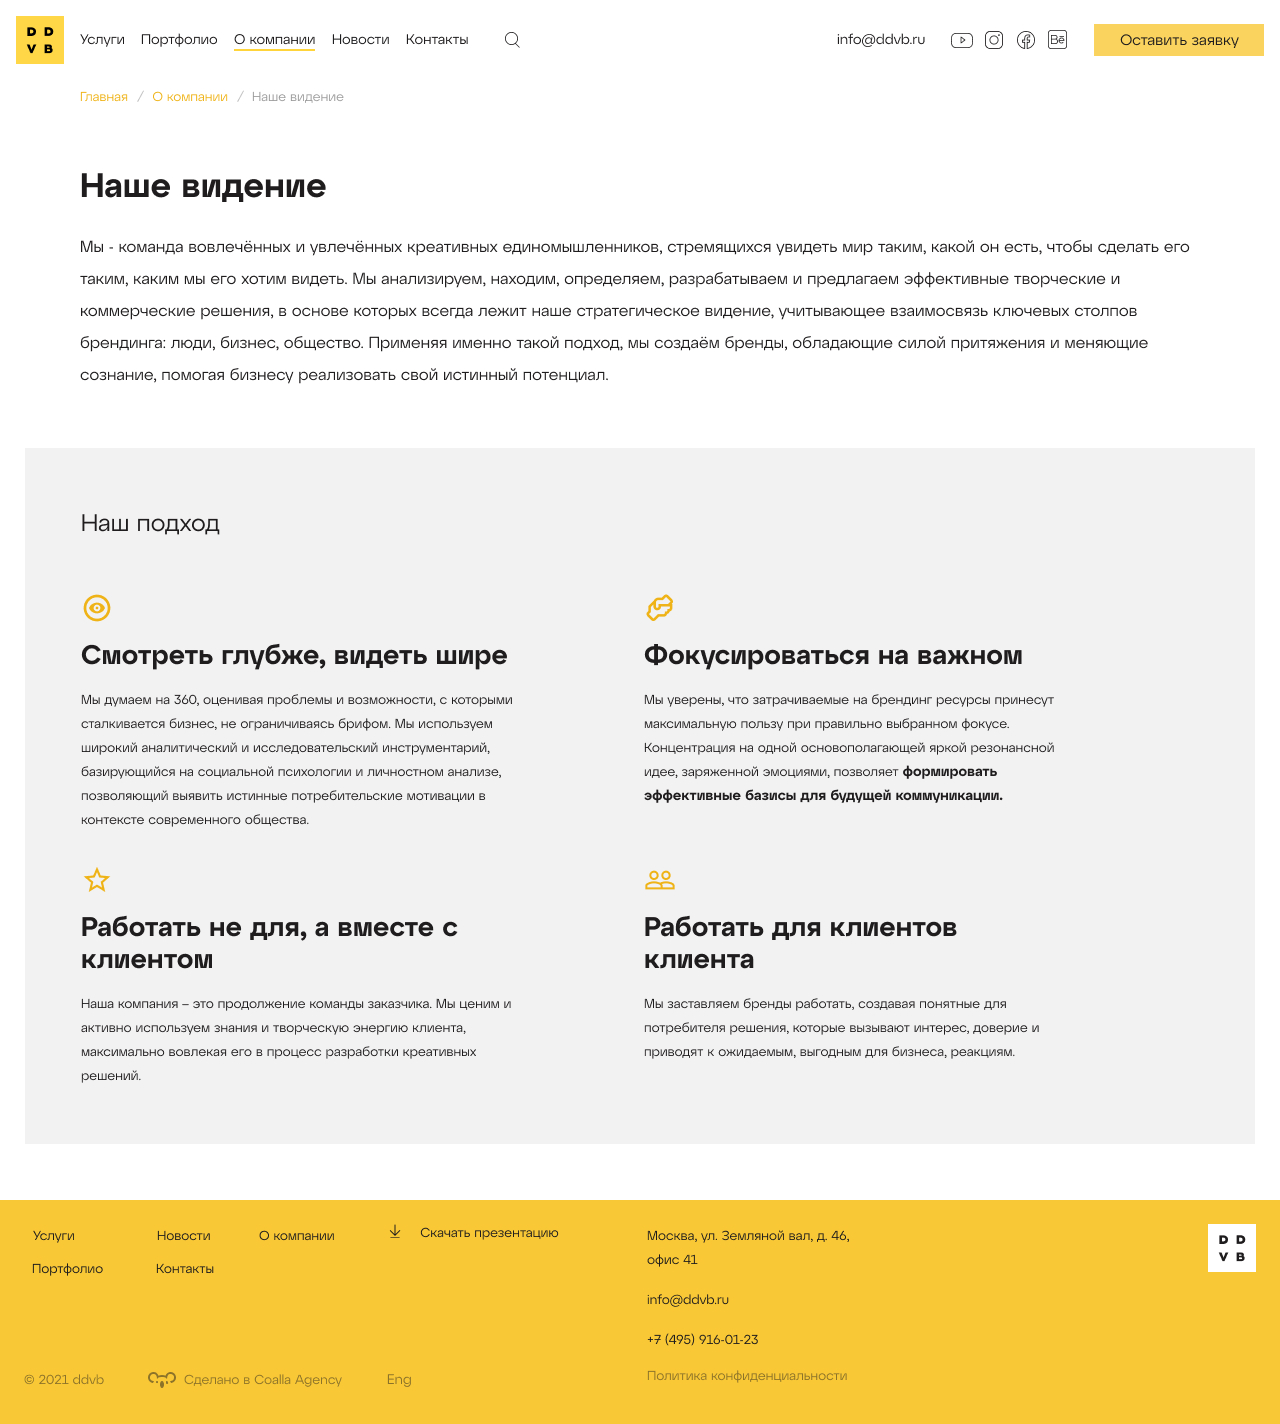 DD
VB
Услуги Портфолио О компании Новости Контакты info@ddvb.ru Оставить заявку
Главная / О компании / Наше видение
Наше видение
Мы - команда вовлечённых и увлечённых креативных единомышленников, стремящихся увидеть мир таким, какой он есть, чтобы сделать его
таким, каким мы его хотим видеть. Мы анализируем, находим, определяем, разрабатываем и предлагаем эффективные творческие и
коммерческие решения, в основе которых всегда лежит наше стратегическое видение, учитывающее взаимосвязь ключевых столпов
брендинга: люди, бизнес, общество. Применяя именно такой подход, мы создаём бренды, обладающие силой притяжения и меняющие
сознание, помогая бизнесу реализовать свой истинный потенциал.
Наш подход
Смотреть глубже, видеть шире
Мы думаем на 360, оценивая проблемы и возможности, с которыми
сталкивается бизнес, не ограничиваясь брифом. Мы используем
широкий аналитический и исследовательский инструментарий,
базирующийся на социальной психологии и личностном анализе,
позволяющий выявить истинные потребительские мотивации в
контексте современного общества.
Фокусироваться на важном
Мы уверены, что затрачиваемые на брендинг ресурсы принесут
максимальную пользу при правильно выбранном фокусе.
Концентрация на одной основополагающей яркой резонансной
идее, заряженной эмоциями, позволяет формировать
эффективные базисы для будущей коммуникации.
Работать не для, а вместе с
клиентом
Наша компания – это продолжение команды заказчика. Мы ценим и
активно используем знания и творческую энергию клиента,
максимально вовлекая его в процесс разработки креативных
решений.
Работать для клиентов
клиента
Мы заставляем бренды работать, создавая понятные для
потребителя решения, которые вызывают интерес, доверие и
приводят к ожидаемым, выгодным для бизнеса, реакциям.
Услуги Новости О компании Скачать презентацию
Портфолио Контакты
Москва, ул. Земляной вал, д. 46,
офис 41
info@ddvb.ru
+7 (495) 916-01-23
Политика конфиденциальности
DD
VB
© 2021 ddvb Сделано в Coalla Agency Eng